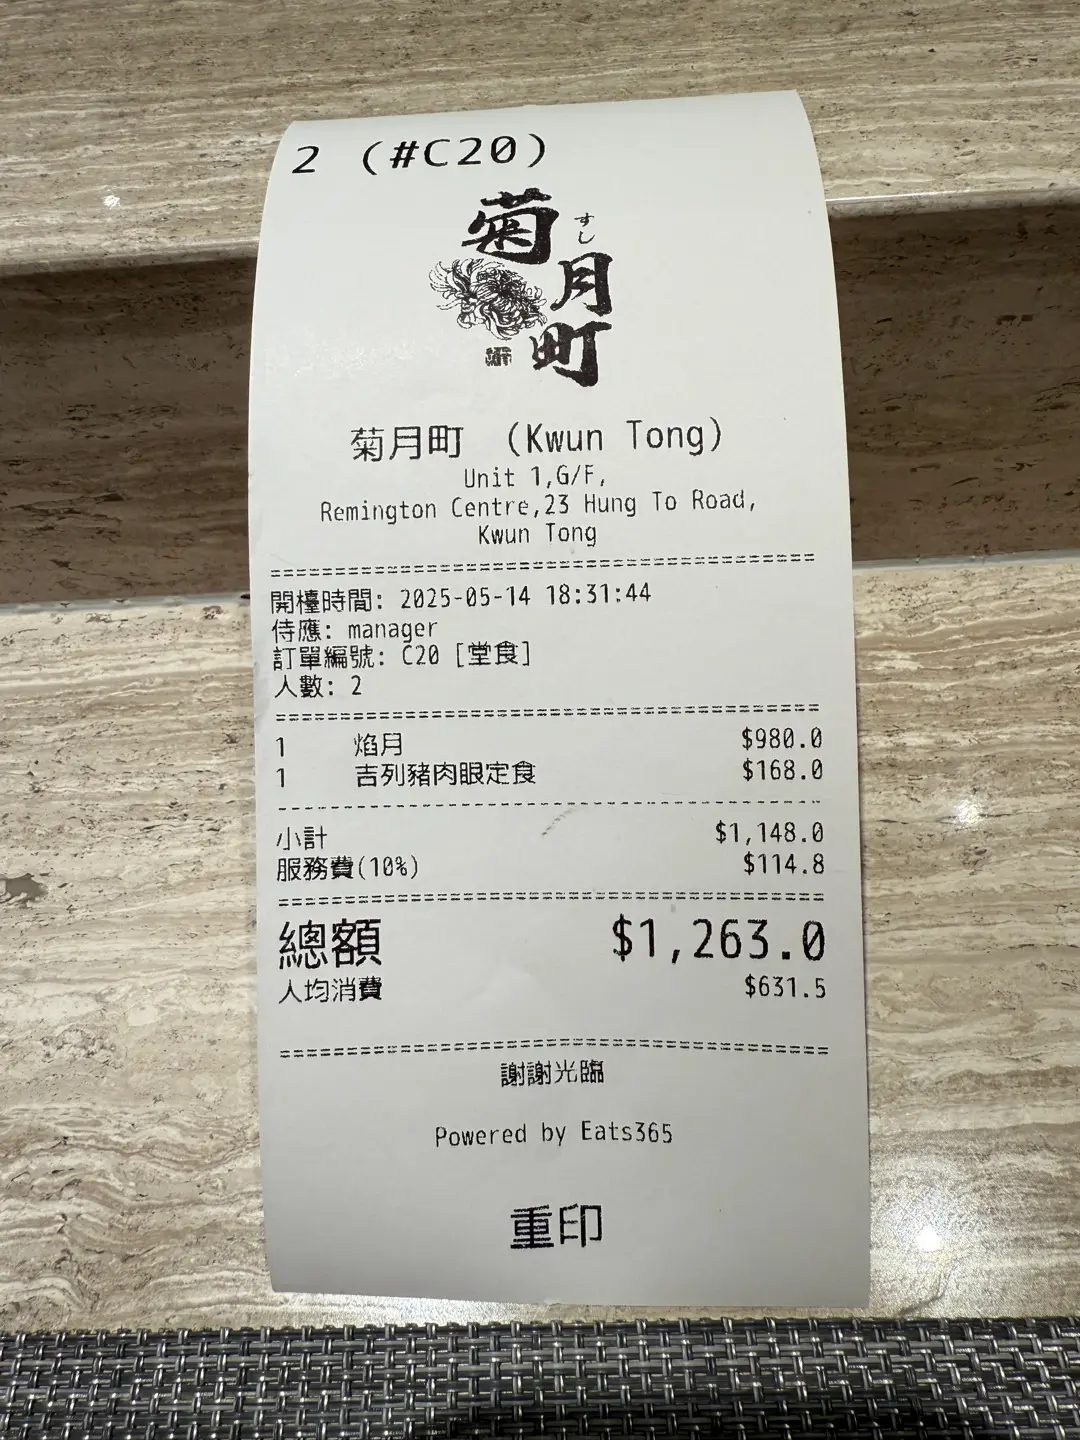 2 (#C20)
菊月町
すし
菊月町 (Kwun Tong)
Unit 1,G/F,
Remington Centre,23 Hung To Road,
Kwun Tong
開檯時間: 2025-05-14 18:31:44
侍應: manager
訂單編號: C20 [堂食]
人數: 2
1 焰月 $980.0
1 吉列豬肉眼定食 $168.0
小計 $1,148.0
服務費(10%) $114.8
總額 $1,263.0
人均消費 $631.5
謝謝光臨
Powered by Eats365
重印